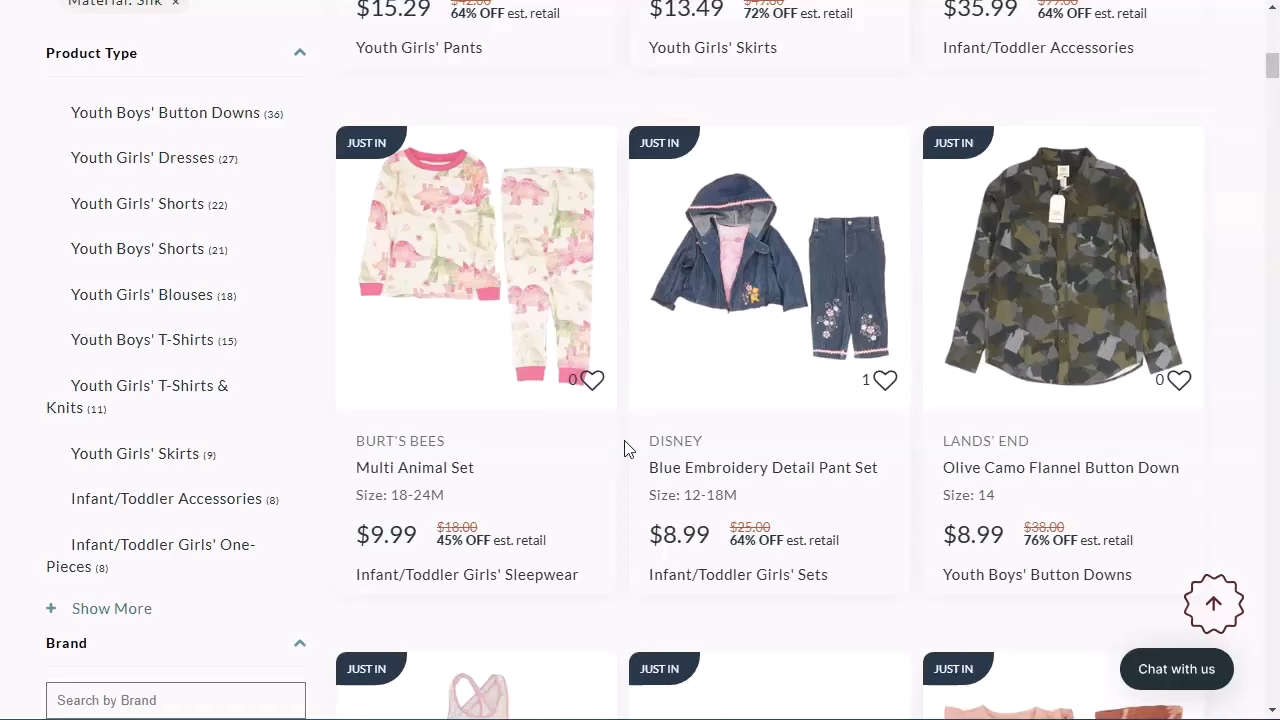 Material: Silk ×
Product Type
Youth Boys' Button Downs (36)
Youth Girls' Dresses (27)
Youth Girls' Shorts (22)
Youth Boys' Shorts (21)
Youth Girls' Blouses (18)
Youth Boys' T-Shirts (15)
Youth Girls' T-Shirts &
Knits (11)
Youth Girls' Skirts (9)
Infant/Toddler Accessories (8)
Infant/Toddler Girls' One-
Pieces (8)
+ Show More
Brand
Search by Brand
$15.29 $42.00
64% OFF est. retail
Youth Girls' Pants
$13.49
72% OFF est. retail
Youth Girls' Skirts
$35.99
64% OFF est. retail
Infant/Toddler Accessories
JUST IN
0
BURT'S BEES
Multi Animal Set
Size: 18-24M
$9.99 $18.00
45% OFF est. retail
Infant/Toddler Girls' Sleepwear
JUST IN
1
DISNEY
Blue Embroidery Detail Pant Set
Size: 12-18M
$8.99 $25.00
64% OFF est. retail
Infant/Toddler Girls' Sets
JUST IN
0
LANDS' END
Olive Camo Flannel Button Down
Size: 14
$8.99 $38.00
76% OFF est. retail
Youth Boys' Button Downs
JUST IN
JUST IN
JUST IN
Chat with us